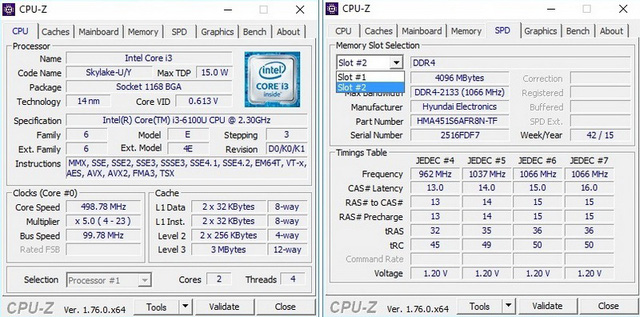 CPU-Z
CPU Caches Mainboard Memory SPD Graphics Bench About
Processor
Name Intel Core i3
Code Name Skylake-U/Y Max TDP 15.0 W
Package Socket 1168 BGA
Technology 14 nm Core VID 0.613 V
intel
CORE i3
inside
Specification Intel(R) Core(TM) i3-6100U CPU @ 2.30GHz
Family 6 Model E Stepping 3
Ext. Family 6 Ext. Model 4E Revision D0/K0/K1
Instructions MMX, SSE, SSE2, SSE3, SSSE3, SSE4.1, SSE4.2, EM64T, VT-x,
AES, AVX, AVX2, FMA3, TSX
Clocks (Core #0)
Core Speed 498.78 MHz
Multiplier x 5.0 ( 4 - 23 )
Bus Speed 99.78 MHz
Rated FSB
Cache
L1 Data 2 x 32 KBytes 8-way
L1 Inst. 2 x 32 KBytes 8-way
Level 2 2 x 256 KBytes 4-way
Level 3 3 MBytes 12-way
Selection Processor #1 Cores 2 Threads 4
CPU-Z Ver. 1.76.0.x64 Tools Validate Close
CPU-Z
CPU Caches Mainboard Memory SPD Graphics Bench About
Memory Slot Selection
Slot #2 DDR4
Slot #1
Slot #2
4096 MBytes Correction
Max Bandwidth DDR4-2133 (1066 MHz) Registered
Manufacturer Hyundai Electronics Buffered
Part Number HMA451S6AFR8N-TF SPD Ext.
Serial Number 2516FDF7 Week/Year 42 / 15
Timings Table
JEDEC #4 JEDEC #5 JEDEC #6 JEDEC #7
Frequency 962 MHz 1037 MHz 1066 MHz 1066 MHz
CAS# Latency 13.0 14.0 15.0 16.0
RAS# to CAS# 13 14 15 15
RAS# Precharge 13 14 15 15
tRAS 32 35 36 36
tRC 45 49 50 50
Command Rate
Voltage 1.20 V 1.20 V 1.20 V 1.20 V
CPU-Z Ver. 1.76.0.x64 Tools Validate Close